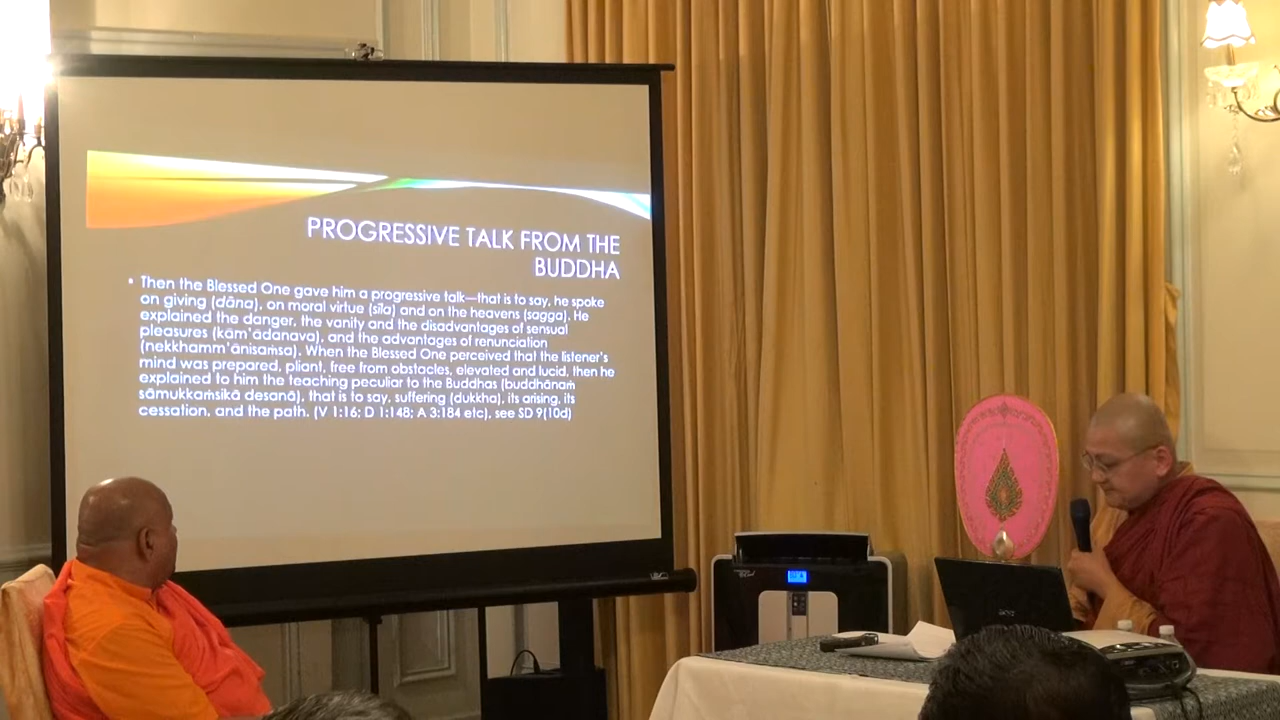 PROGRESSIVE TALK FROM THE
BUDDHA
• Then the Blessed One gave him a progressive talk—that is to say, he spoke
on giving (dāna), on moral virtue (sīla) and on the heavens (sagga). He
explained the danger, the vanity and the disadvantages of sensual
pleasures (kām’ādanava), and the advantages of renunciation
(nekkhamm’ānisaṁsa). When the Blessed One perceived that the listener’s
mind was prepared, pliant, free from obstacles, elevated and lucid, then he
explained to him the teaching peculiar to the Buddhas (buddhānaṁ
sāmukkaṁsikā desanā), that is to say, suffering (dukkha), its arising, its
cessation, and the path. (V 1:16; D 1:148; A 3:184 etc), see SD 9(10d)
acer